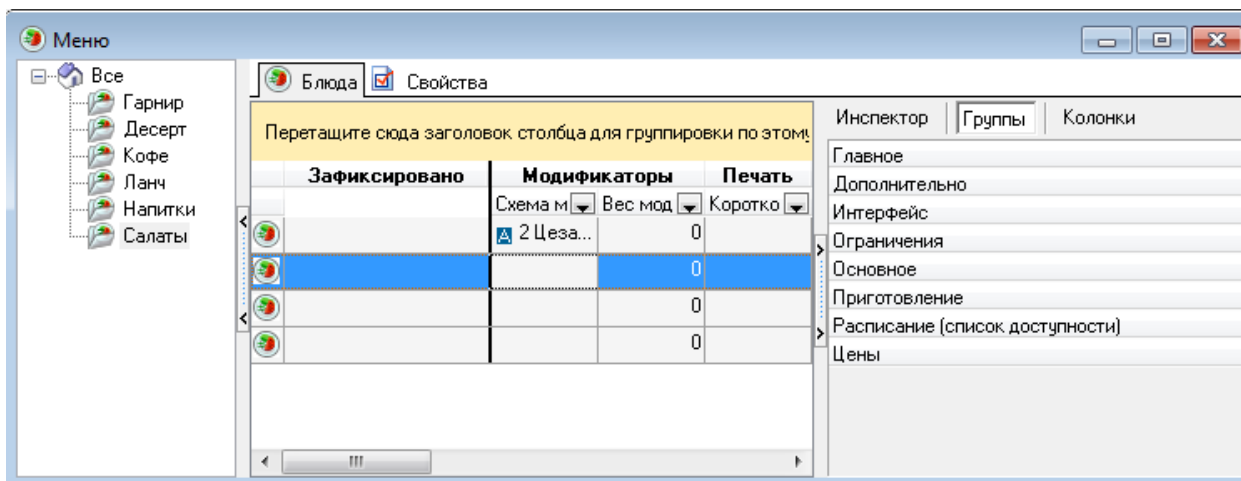 Меню
Все
Гарнир
Десерт
Кофе
Ланч
Напитки
Салаты
Блюда Свойства
Перетащите сюда заголовок столбца для группировки по этому
Зафиксировано Модификаторы Печать
Схема м Вес мод Коротко
2 Цеза... 0
0
0
0
Инспектор Группы Колонки
Главное
Дополнительно
Интерфейс
Ограничения
Основное
Приготовление
Расписание (список доступности)
Цены